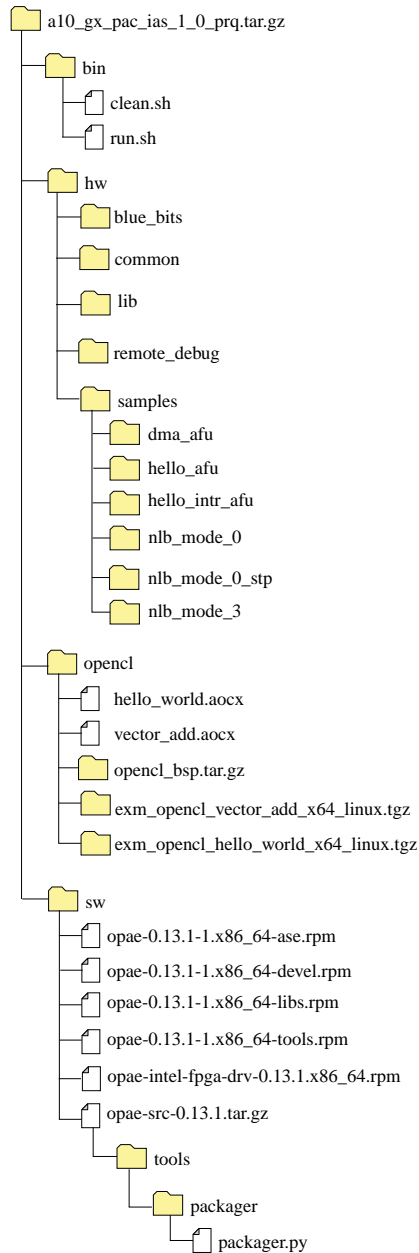 a10_gx_pac_ias_1_0_prq.tar.gz
bin
clean.sh
run.sh
hw
blue_bits
common
lib
remote_debug
samples
dma_afu
hello_afu
hello_intr_afu
nlb_mode_0
nlb_mode_0_stp
nlb_mode_3
opencl
hello_world.aocx
vector_add.aocx
opencl_bsp.tar.gz
exm_opencl_vector_add_x64_linux.tgz
exm_opencl_hello_world_x64_linux.tgz
sw
opae-0.13.1-1.x86_64-ase.rpm
opae-0.13.1-1.x86_64-devel.rpm
opae-0.13.1-1.x86_64-libs.rpm
opae-0.13.1-1.x86_64-tools.rpm
opae-intel-fpga-drv-0.13.1.x86_64.rpm
opae-src-0.13.1.tar.gz
tools
packager
packager.py